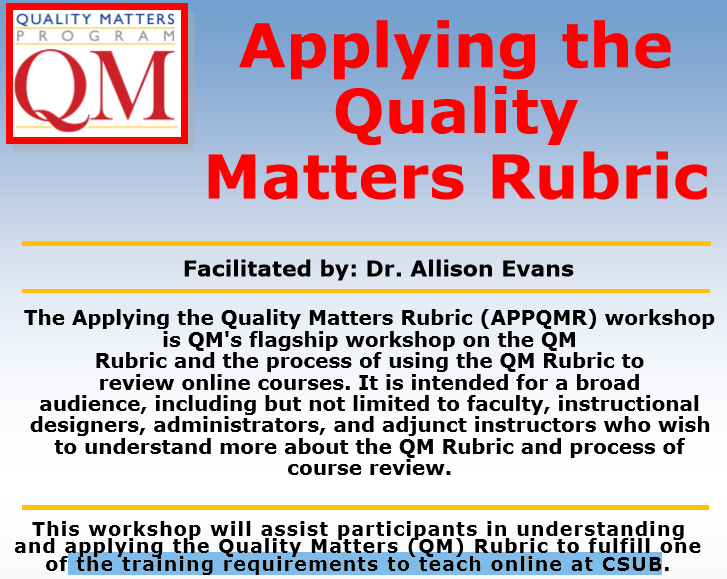 QUALITY MATTERS
PROGRAM
QM
Applying the
Quality
Matters Rubric
Facilitated by: Dr. Allison Evans
The Applying the Quality Matters Rubric (APPQMR) workshop
is QM's flagship workshop on the QM
Rubric and the process of using the QM Rubric to
review online courses. It is intended for a broad
audience, including but not limited to faculty, instructional
designers, administrators, and adjunct instructors who wish
to understand more about the QM Rubric and process of
course review.
This workshop will assist participants in understanding
and applying the Quality Matters (QM) Rubric to fulfill one
of the training requirements to teach online at CSUB.